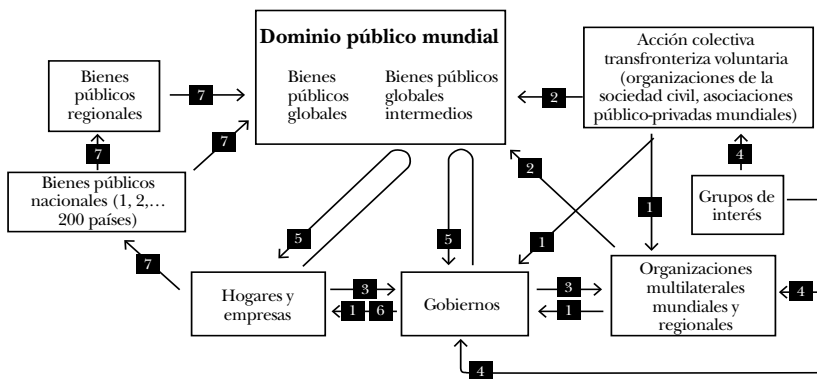 Dominio público mundial
Bienes
públicos
globales
Bienes públicos
globales
intermedios
Acción colectiva
transfronteriza voluntaria
(organizaciones de la
sociedad civil, asociaciones
público-privadas mundiales)
Bienes
públicos
regionales
7
2
7
7
2
4
Bienes públicos
nacionales (1, 2,…
200 países)
Grupos de
interés
1
5
5
1
7
Hogares y
empresas
3
1
6
Gobiernos
3
1
Organizaciones
multilaterales
mundiales y
regionales
4
4